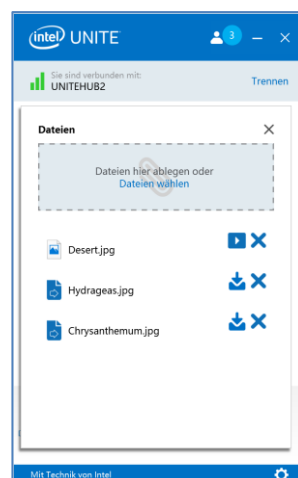 intel UNITE
3
Sie sind verbunden mit:
UNITEHUB2
Trennen
Dateien
Dateien hier ablegen oder
Dateien wählen
Desert.jpg
Hydrageas.jpg
Chrysanthemum.jpg
Mit Technik von Intel